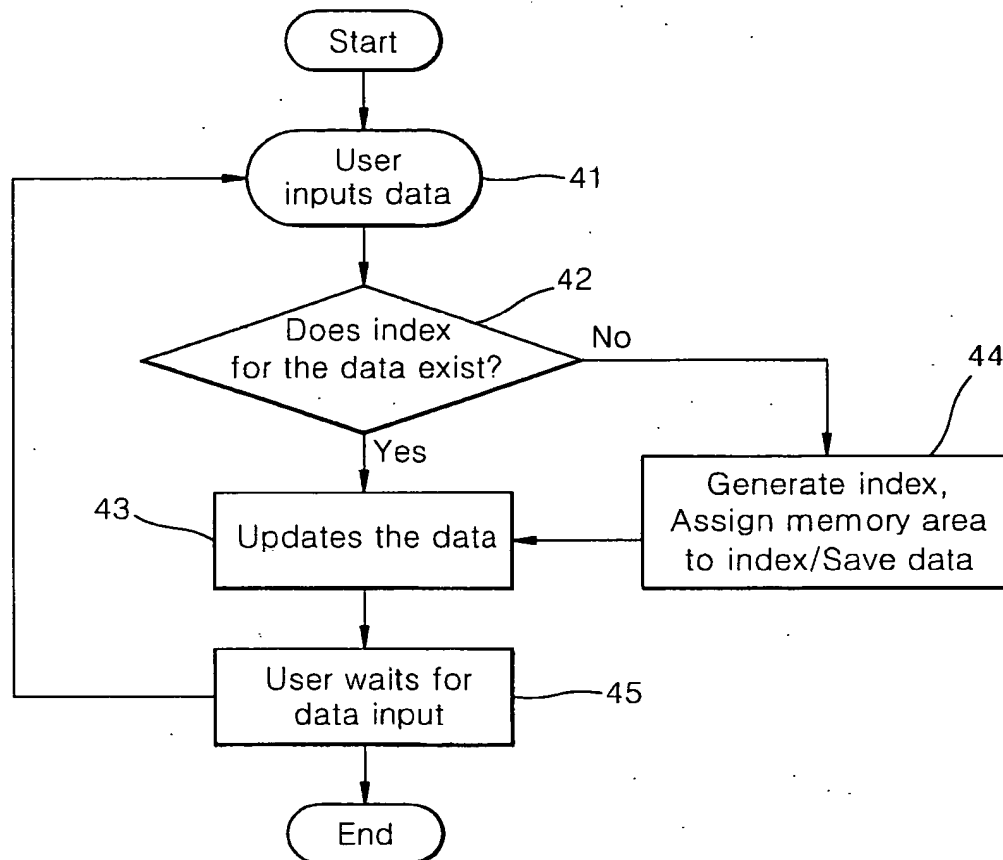 Start
User
inputs data
41
42
Does index
for the data exist?
No
44
Yes
Generate index,
Assign memory area
to index/Save data
43
Updates the data
User waits for
data input
45
End